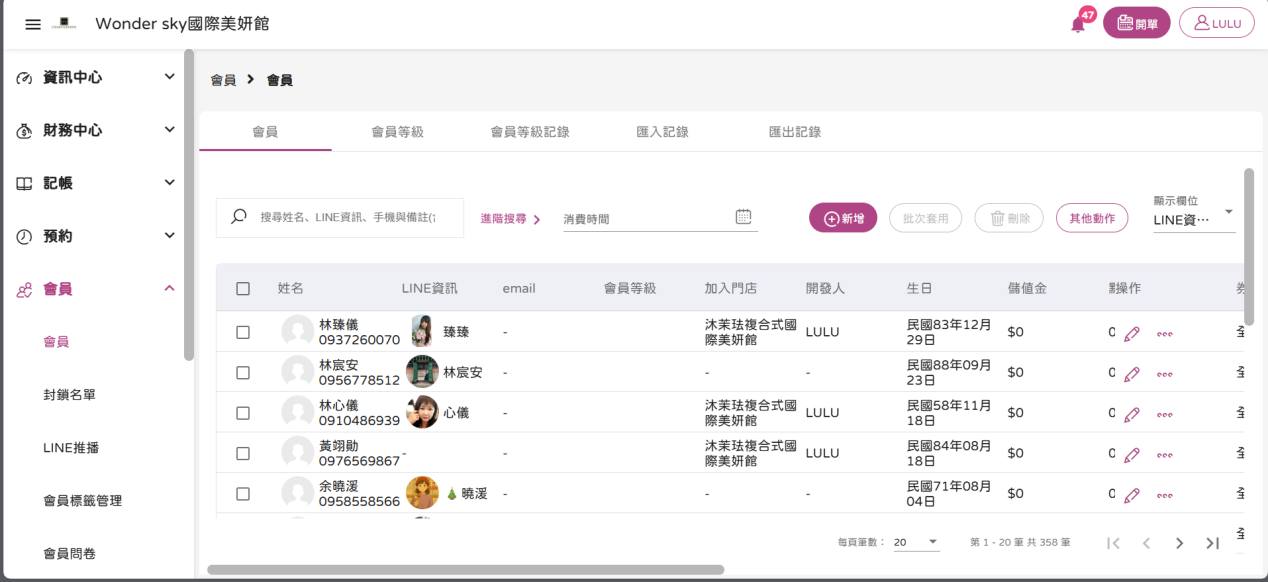 Wonder sky國際美妍館
47
開單
LULU
資訊中心
財務中心
記帳
預約
會員
會員
封鎖名單
LINE推播
會員標籤管理
會員問卷
會員 > 會員
會員 會員等級 會員等級記錄 匯入記錄 匯出記錄
搜尋姓名、LINE資訊、手機與備註(
進階搜尋
消費時間
新增
批次套用
刪除
其他動作
顯示欄位
LINE資…
姓名 LINE資訊 email 會員等級 加入門店 開發人 生日 儲值金 操作
林臻儀
0937260070
臻臻 - 沐茉珐複合式國
際美妍館
LULU 民國83年12月
29日
$0 0
林宸安
0956778512
林宸安 - - - 民國88年09月
23日
$0 0
林心儀
0910486939
心儀 - 沐茉珐複合式國
際美妍館
LULU 民國58年11月
18日
$0 0
黃翊勛
0976569867
- - 沐茉珐複合式國
際美妍館
LULU 民國84年08月
18日
$0 0
余曉湲
0958558566
🎄曉湲 - - - 民國71年08月
04日
$0 0
每頁筆數： 20 第 1 - 20 筆 共 358 筆